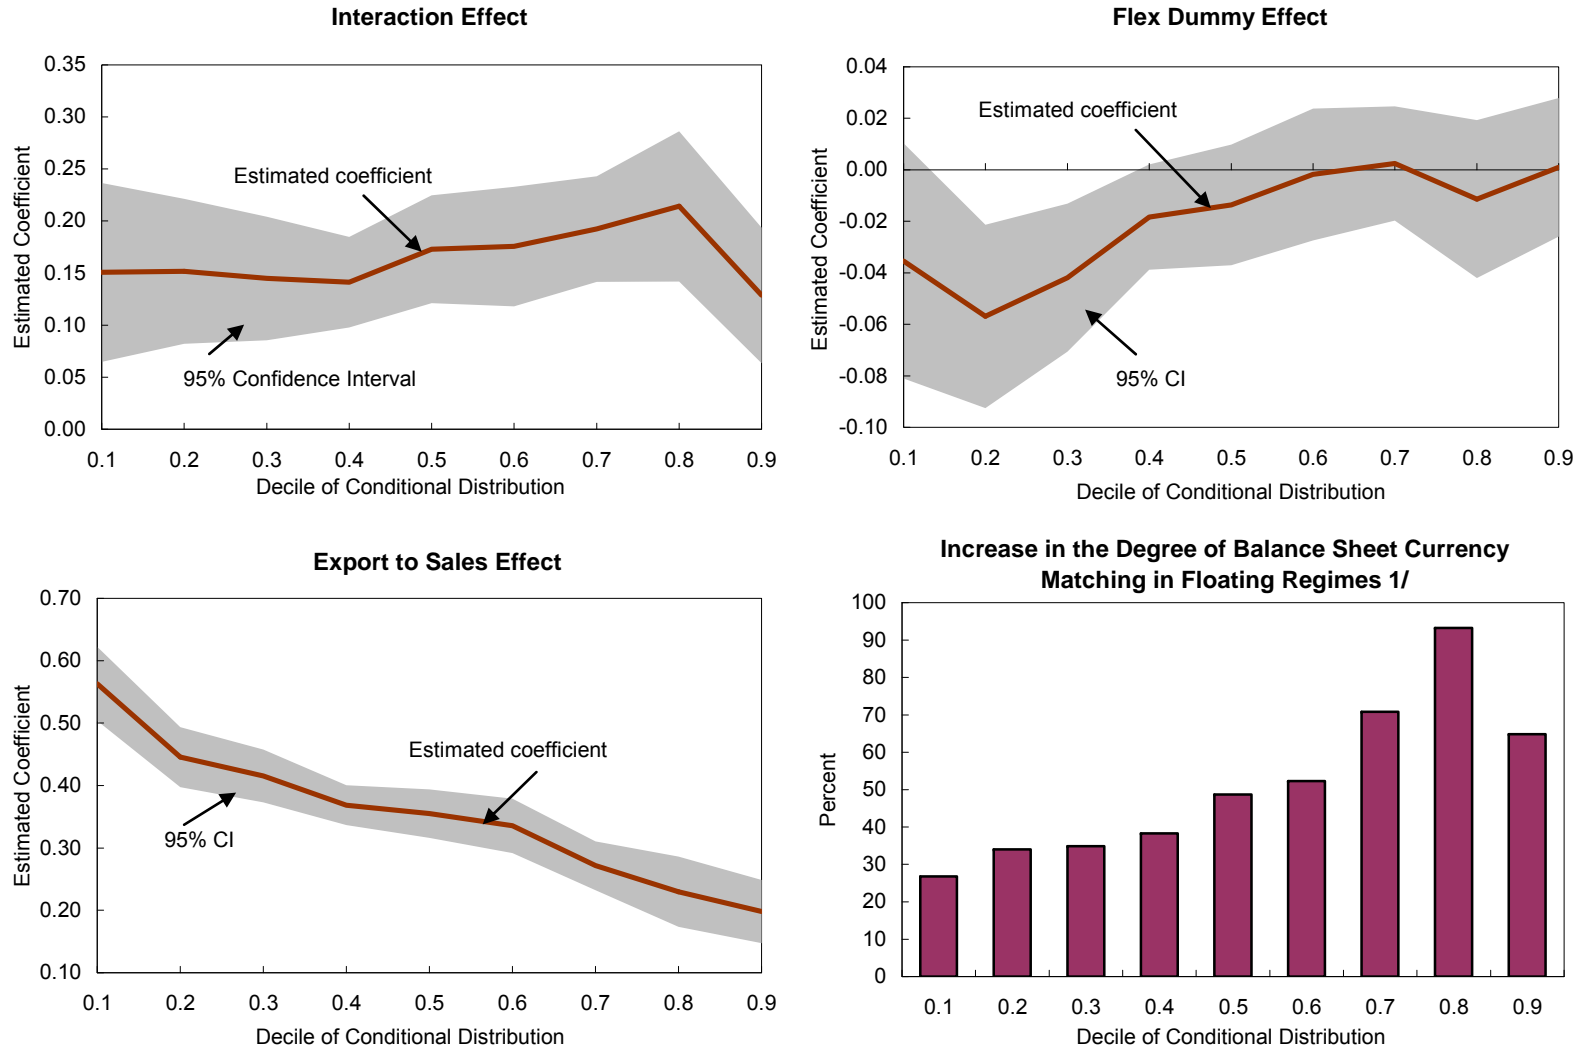 Interaction Effect
0.35
0.30
0.25
0.20
0.15
0.10
0.05
0.00
Estimated Coefficient
Estimated coefficient
95% Confidence Interval
0.1 0.2 0.3 0.4 0.5 0.6 0.7 0.8 0.9
Decile of Conditional Distribution
Flex Dummy Effect
0.04
0.02
0.00
-0.02
-0.04
-0.06
-0.08
-0.10
Estimated Coefficient
Estimated coefficient
95% CI
0.1 0.2 0.3 0.4 0.5 0.6 0.7 0.8 0.9
Decile of Conditional Distribution
Export to Sales Effect
0.70
0.60
0.50
0.40
0.30
0.20
0.10
Estimated Coefficient
Estimated coefficient
95% CI
0.1 0.2 0.3 0.4 0.5 0.6 0.7 0.8 0.9
Decile of Conditional Distribution
Increase in the Degree of Balance Sheet Currency
Matching in Floating Regimes 1/
100
90
80
70
60
50
40
30
20
10
0
Percent
0.1 0.2 0.3 0.4 0.5 0.6 0.7 0.8 0.9
Decile of Conditional Distribution